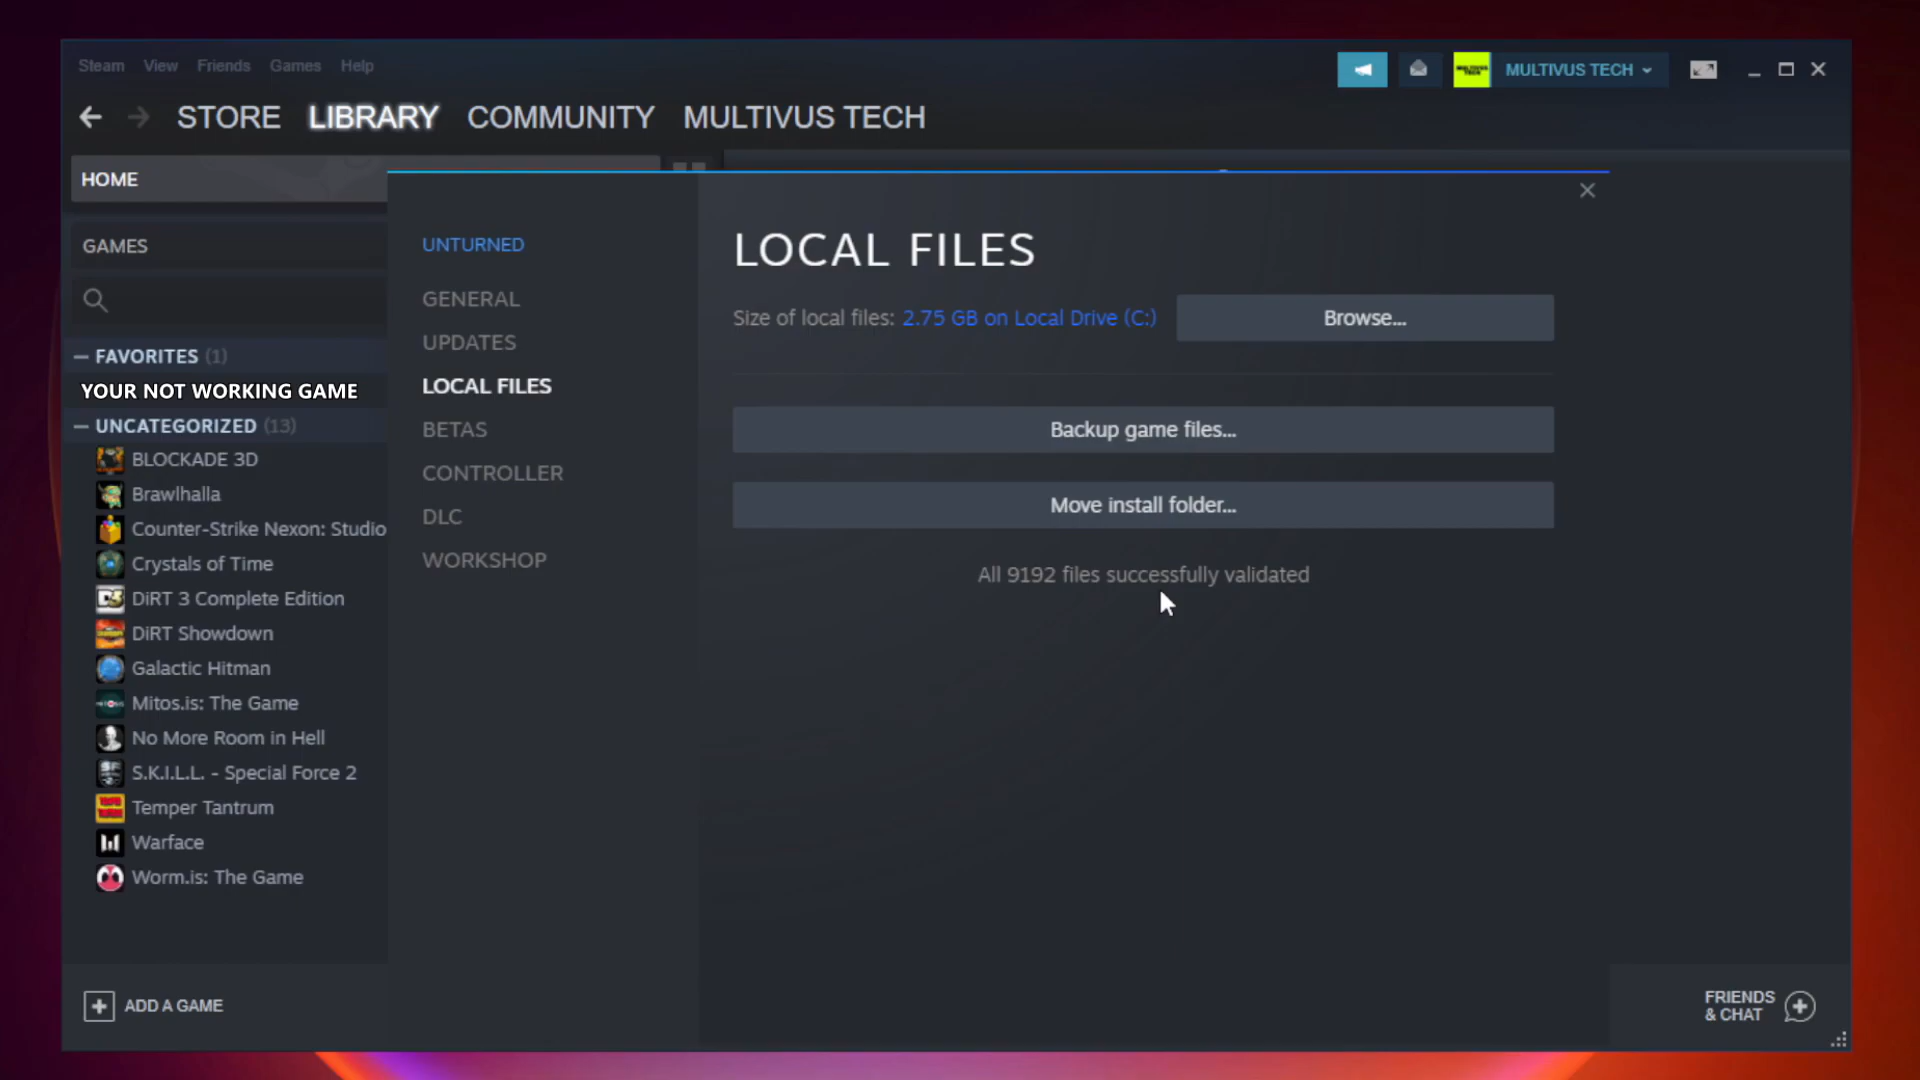 Steam View Friends Games Help
MULTIVUS TECH
STORE LIBRARY COMMUNITY MULTIVUS TECH
HOME
GAMES
— FAVORITES (1)
YOUR NOT WORKING GAME
— UNCATEGORIZED (13)
BLOCKADE 3D
Brawlhalla
Counter-Strike Nexon: Studio
Crystals of Time
DiRT 3 Complete Edition
DiRT Showdown
Galactic Hitman
Mitos.is: The Game
No More Room in Hell
S.K.I.L.L. - Special Force 2
Temper Tantrum
Warface
Worm.is: The Game
ADD A GAME
UNTURNED
GENERAL
UPDATES
LOCAL FILES
BETAS
CONTROLLER
DLC
WORKSHOP
LOCAL FILES
Size of local files: 2.75 GB on Local Drive (C:)
Browse...
Backup game files...
Move install folder...
All 9192 files successfully validated
FRIENDS
& CHAT